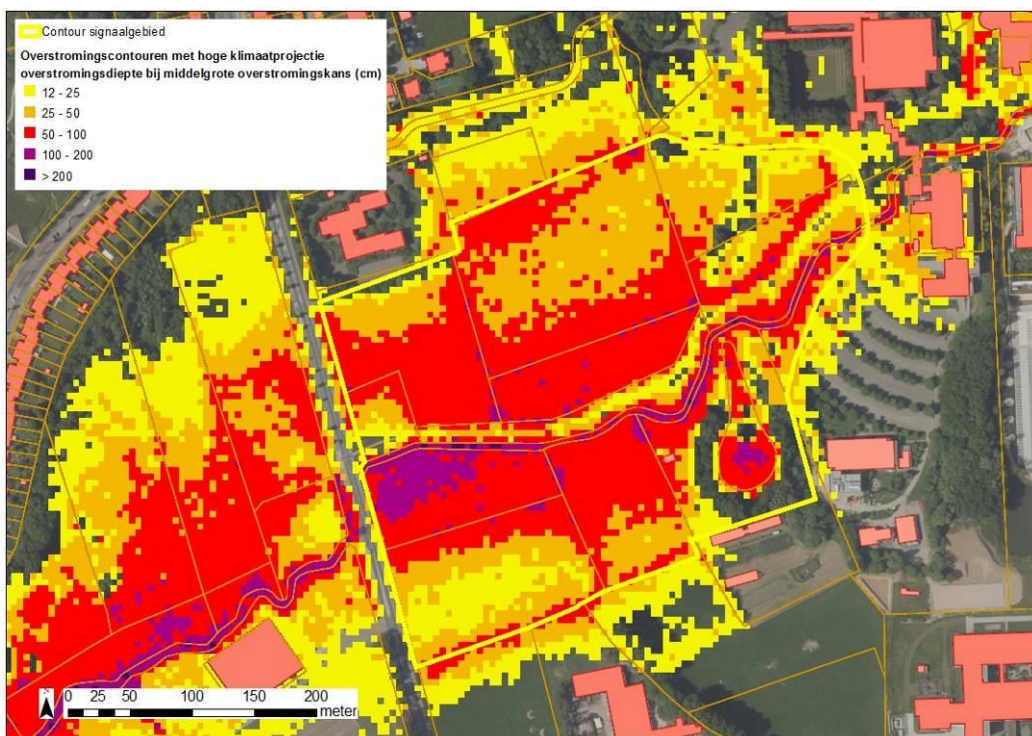 Contour signaalgebied
Overstromingscontouren met hoge klimaatprojectie
overstromingsdiepte bij middelgrote overstromingskans (cm)
12 - 25
25 - 50
50 - 100
100 - 200
> 200
N
0 25 50 100 150 200
meter